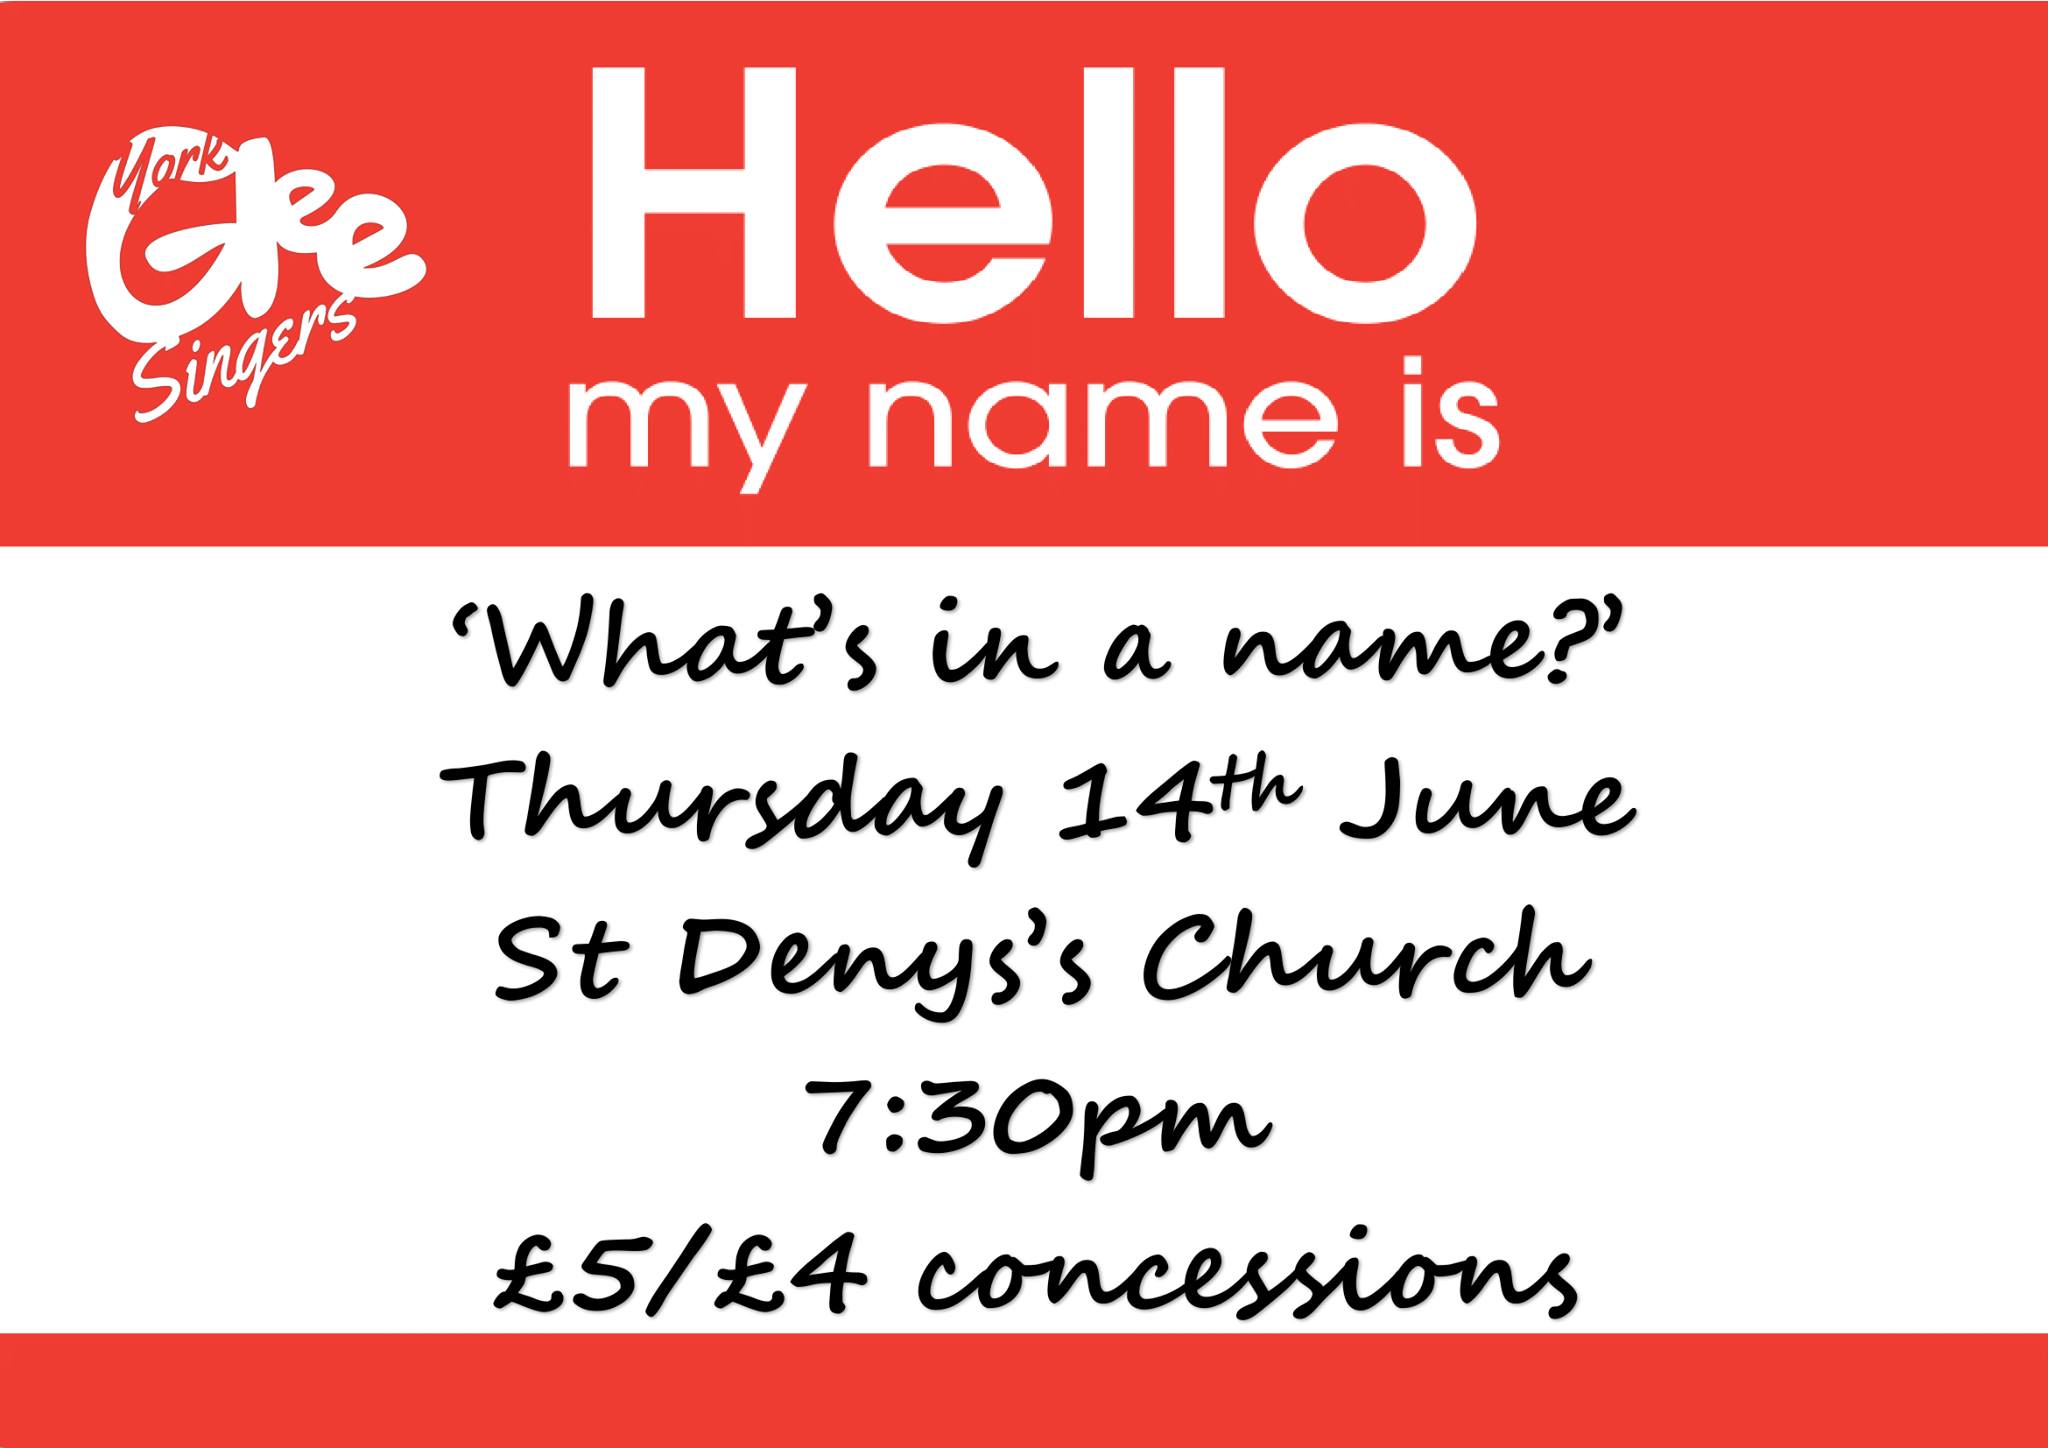 York
Glee
Singers
Hello
my name is
‘What’s in a name?’
Thursday 14th June
St Denys’s Church
7:30pm
£5/£4 concessions